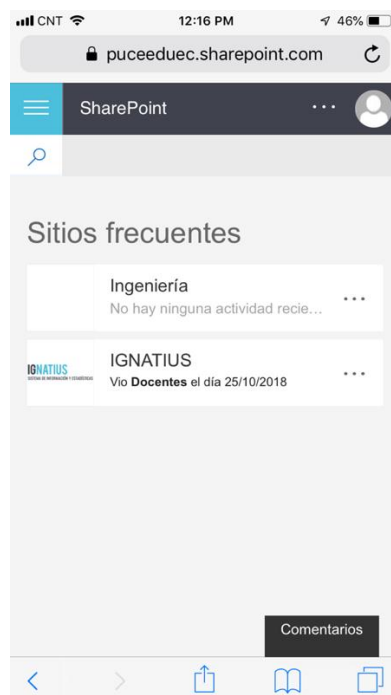 CNT 12:16 PM 46%
puceeduec.sharepoint.com
SharePoint ...
Sitios frecuentes
Ingeniería
No hay ninguna actividad recie... ...
IGNATIUS
IGNATIUS
Vio Docentes el día 25/10/2018 ...
Comentarios